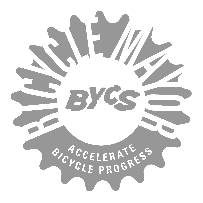 BICYCLE MAYOR
BYCS
ACCELERATE
BICYCLE PROGRESS